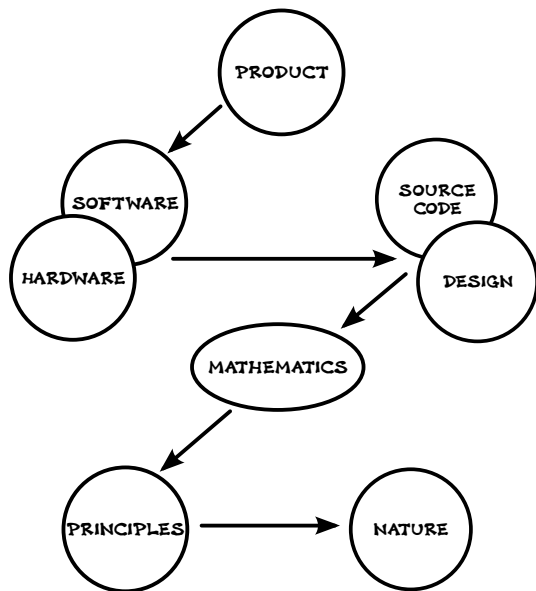 PRODUCT
SOFTWARE
HARDWARE
SOURCE
CODE
DESIGN
MATHEMATICS
PRINCIPLES
NATURE